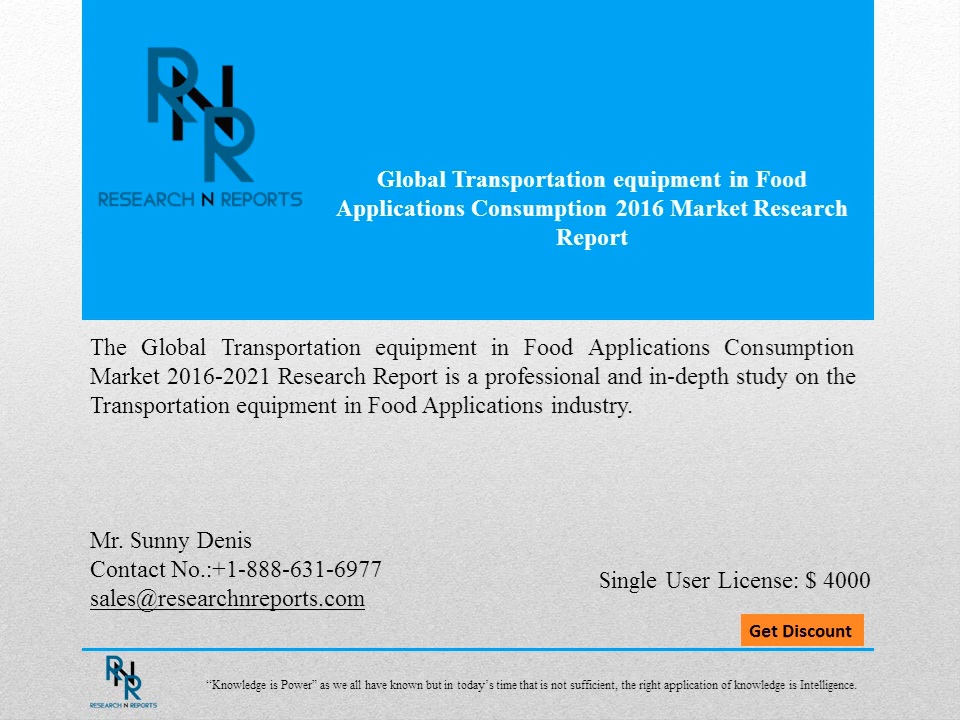 RNR
RESEARCH N REPORTS
Global Transportation equipment in Food
Applications Consumption 2016 Market Research
Report
The Global Transportation equipment in Food Applications Consumption
Market 2016-2021 Research Report is a professional and in-depth study on the
Transportation equipment in Food Applications industry.
Mr. Sunny Denis
Contact No.:+1-888-631-6977
sales@researchnreports.com
Single User License: $ 4000
Get Discount
RNR
RESEARCH N REPORTS
“Knowledge is Power” as we all have known but in today’s time that is not sufficient, the right application of knowledge is Intelligence.